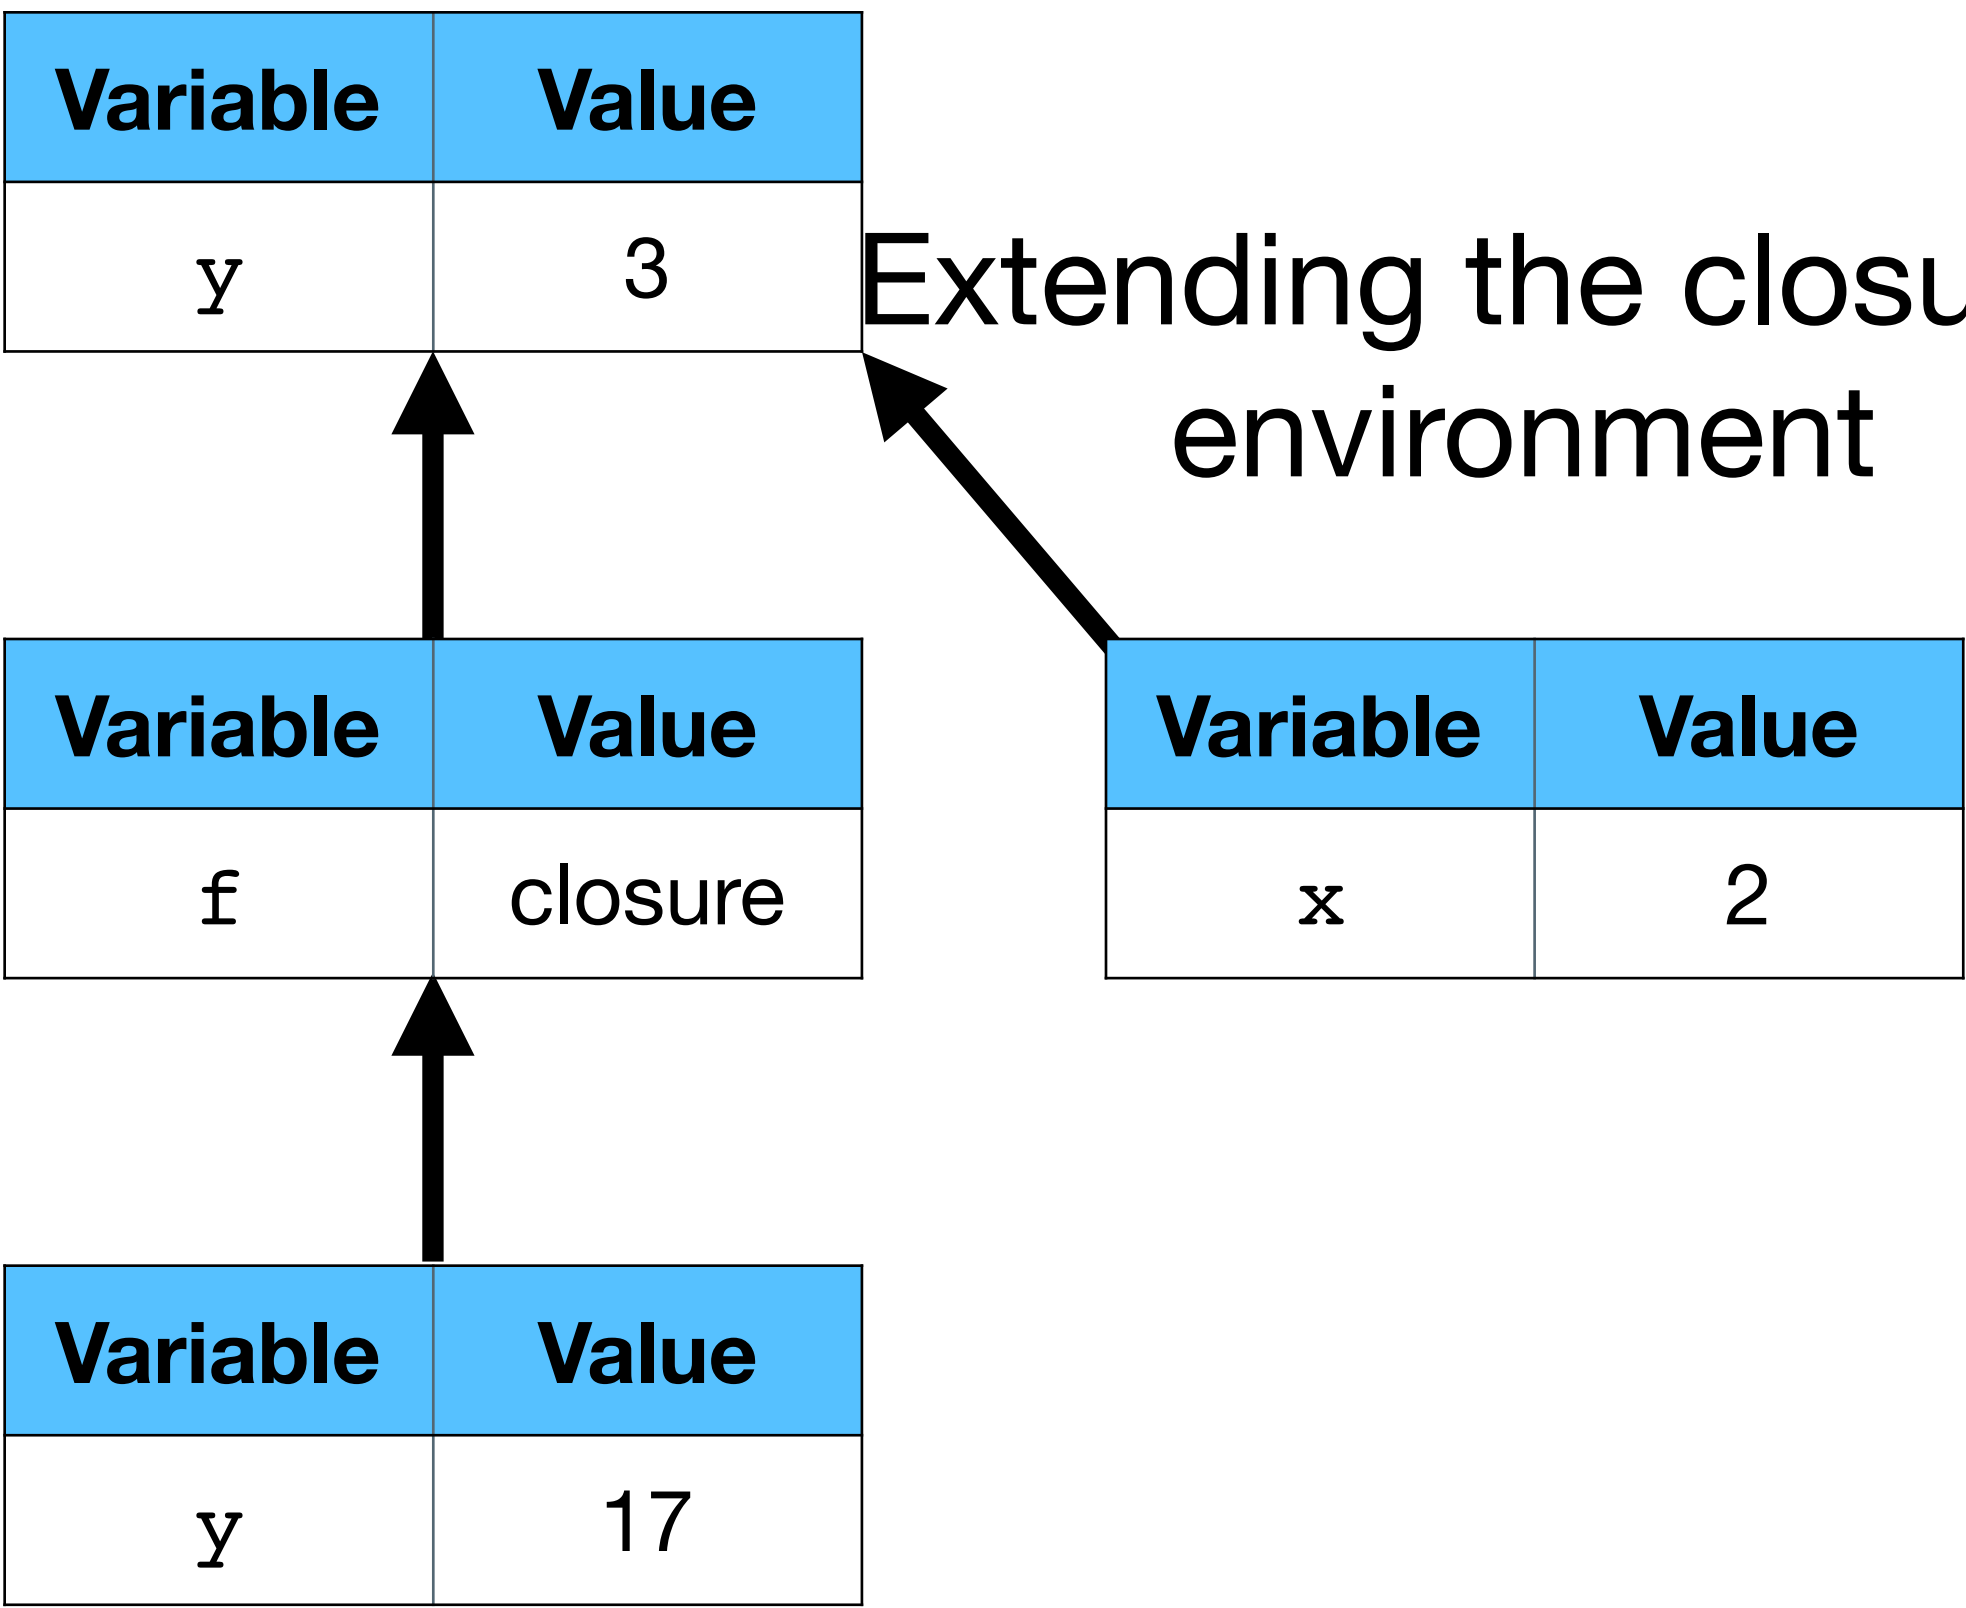 Variable Value
y 3
Extending the closu
environment
Variable Value
f closure
Variable Value
x 2
Variable Value
y 17